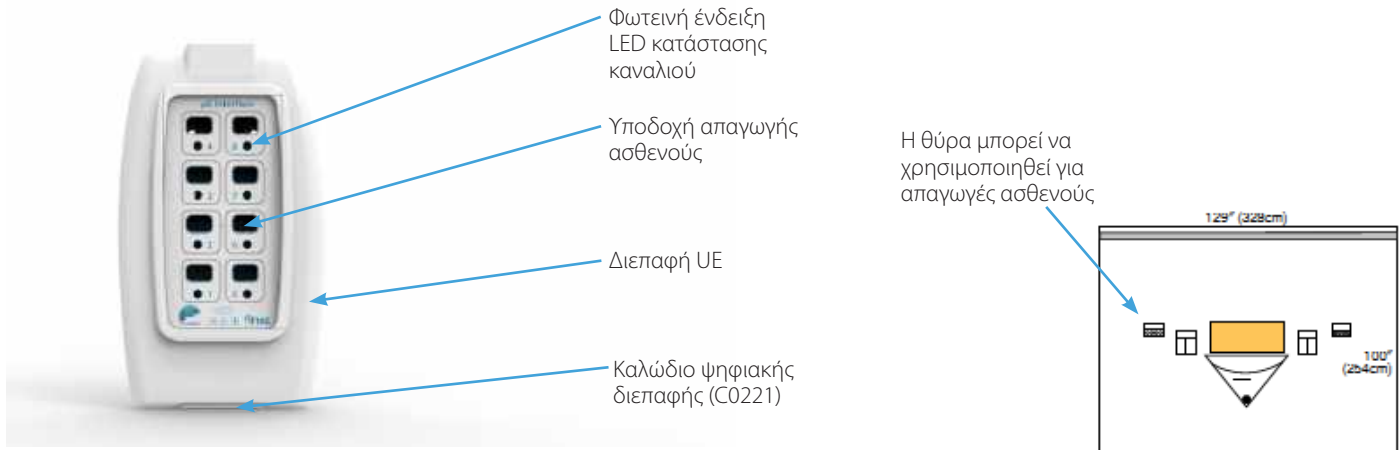 Φωτεινή ένδειξη
LED κατάστασης
καναλιού
Υποδοχή απαγωγής
ασθενούς
Διεπαφή UE
Καλώδιο ψηφιακής
διεπαφής (C0221)
Η θύρα μπορεί να
χρησιμοποιηθεί για
απαγωγές ασθενούς
129″ (328cm)
100″
(254cm)